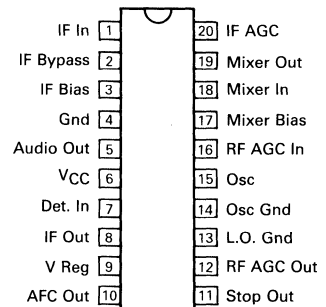 IF In 1
IF Bypass 2
IF Bias 3
Gnd 4
Audio Out 5
VCC 6
Det. In 7
IF Out 8
V Reg 9
AFC Out 10
20 IF AGC
19 Mixer Out
18 Mixer In
17 Mixer Bias
16 RF AGC In
15 Osc
14 Osc Gnd
13 L.O. Gnd
12 RF AGC Out
11 Stop Out